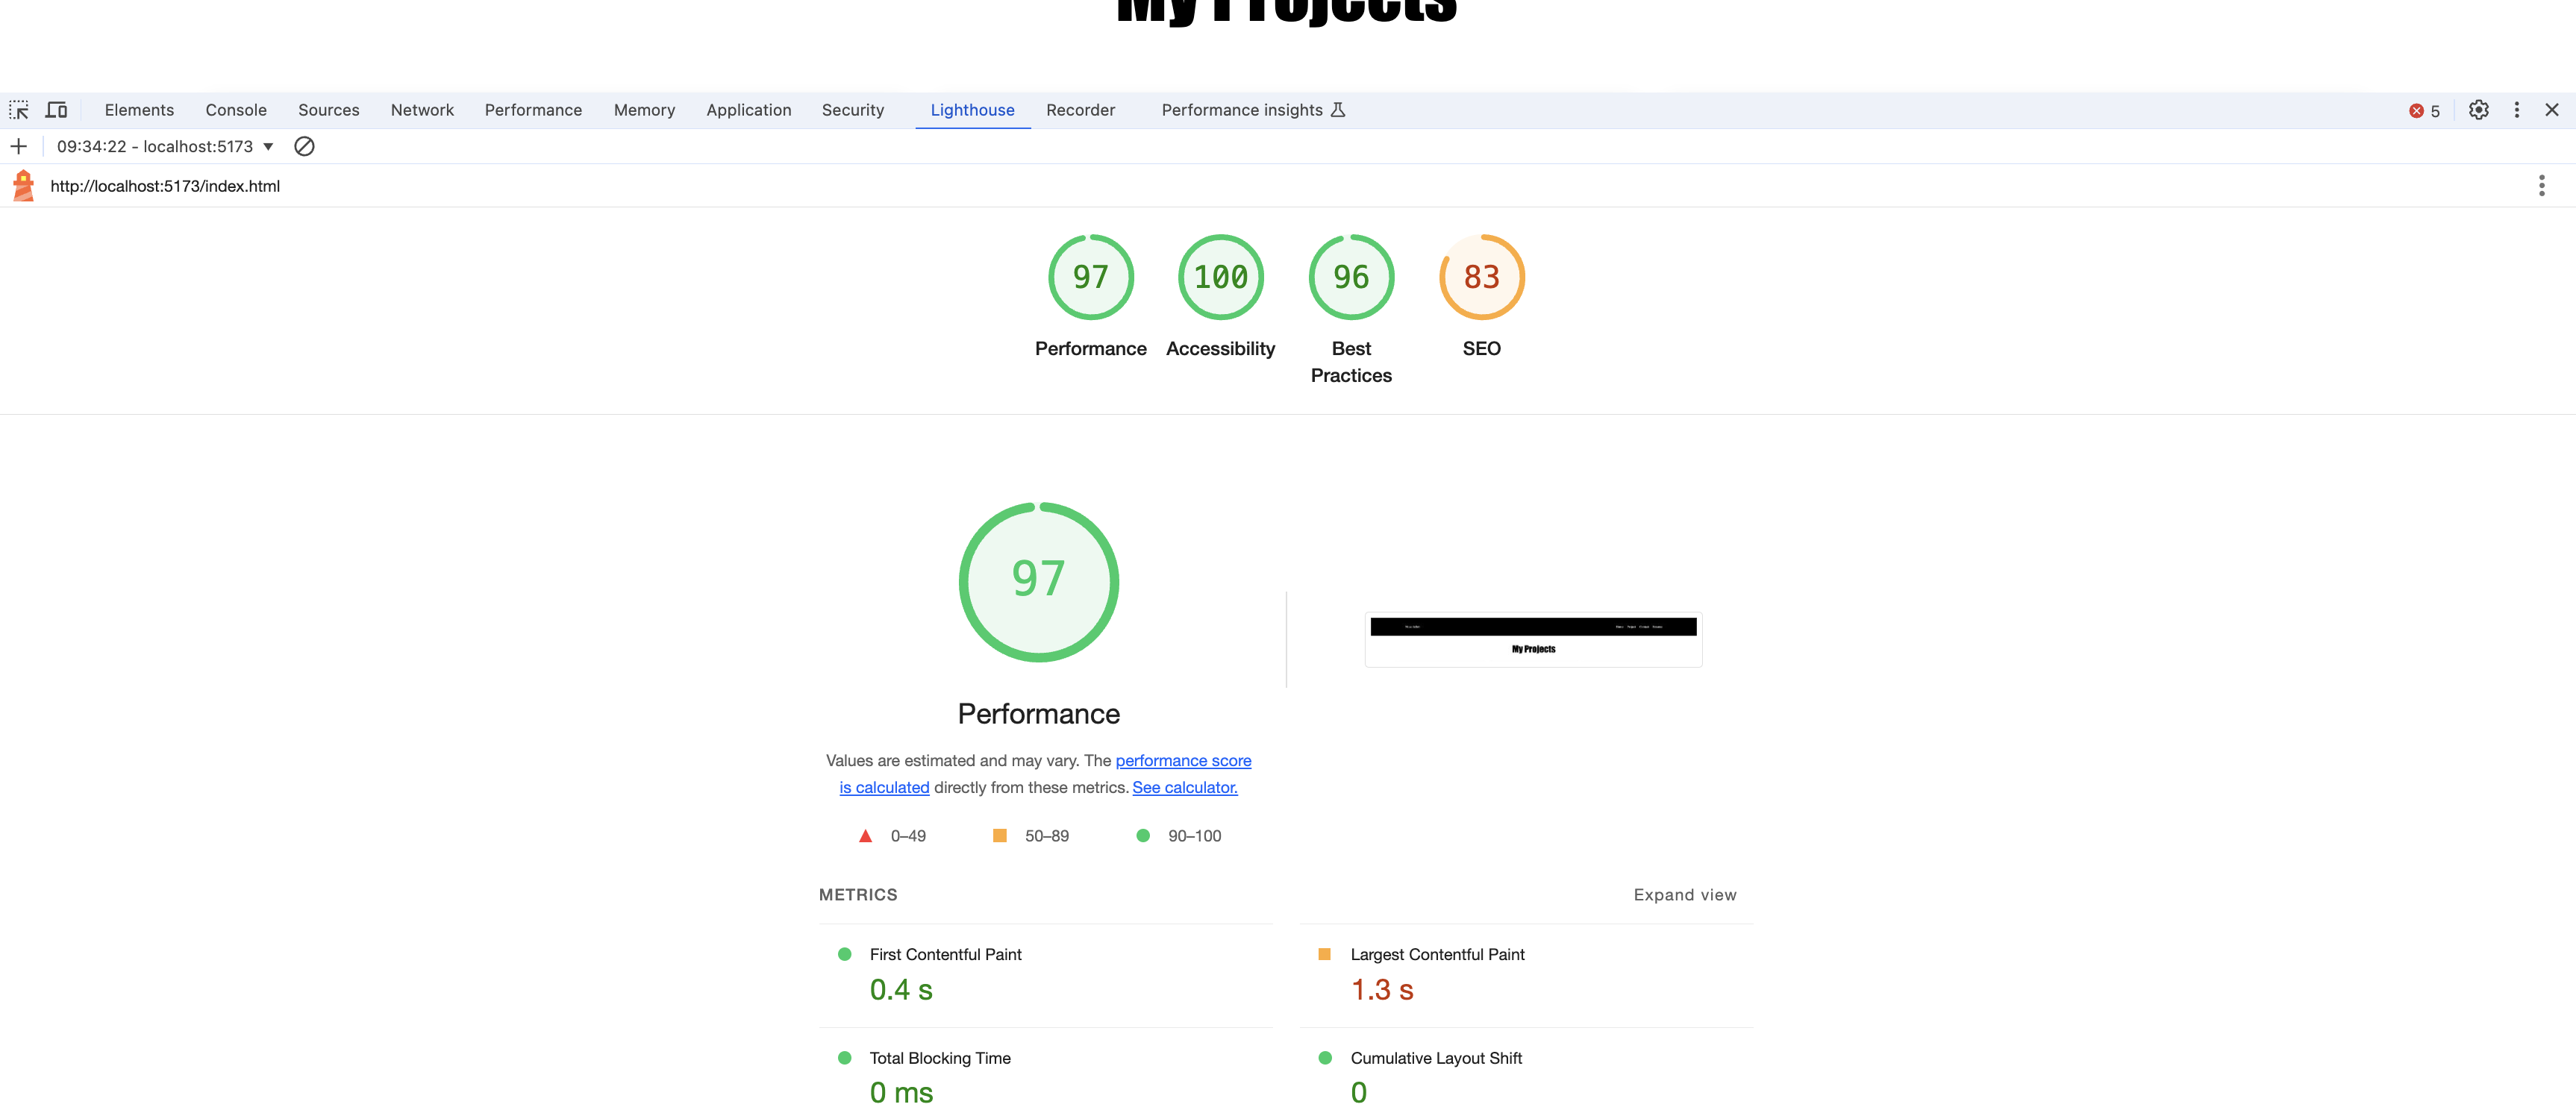 My Projects
Elements Console Sources Network Performance Memory Application Security Lighthouse Recorder Performance insights 5
09:34:22 - localhost:5173
http://localhost:5173/index.html
97 100 96 83
Performance Accessibility Best Practices SEO
97
My Projects
Performance
Values are estimated and may vary. The performance score
is calculated directly from these metrics. See calculator.
0–49 50–89 90–100
METRICS Expand view
First Contentful Paint
0.4 s
Largest Contentful Paint
1.3 s
Total Blocking Time
0 ms
Cumulative Layout Shift
0